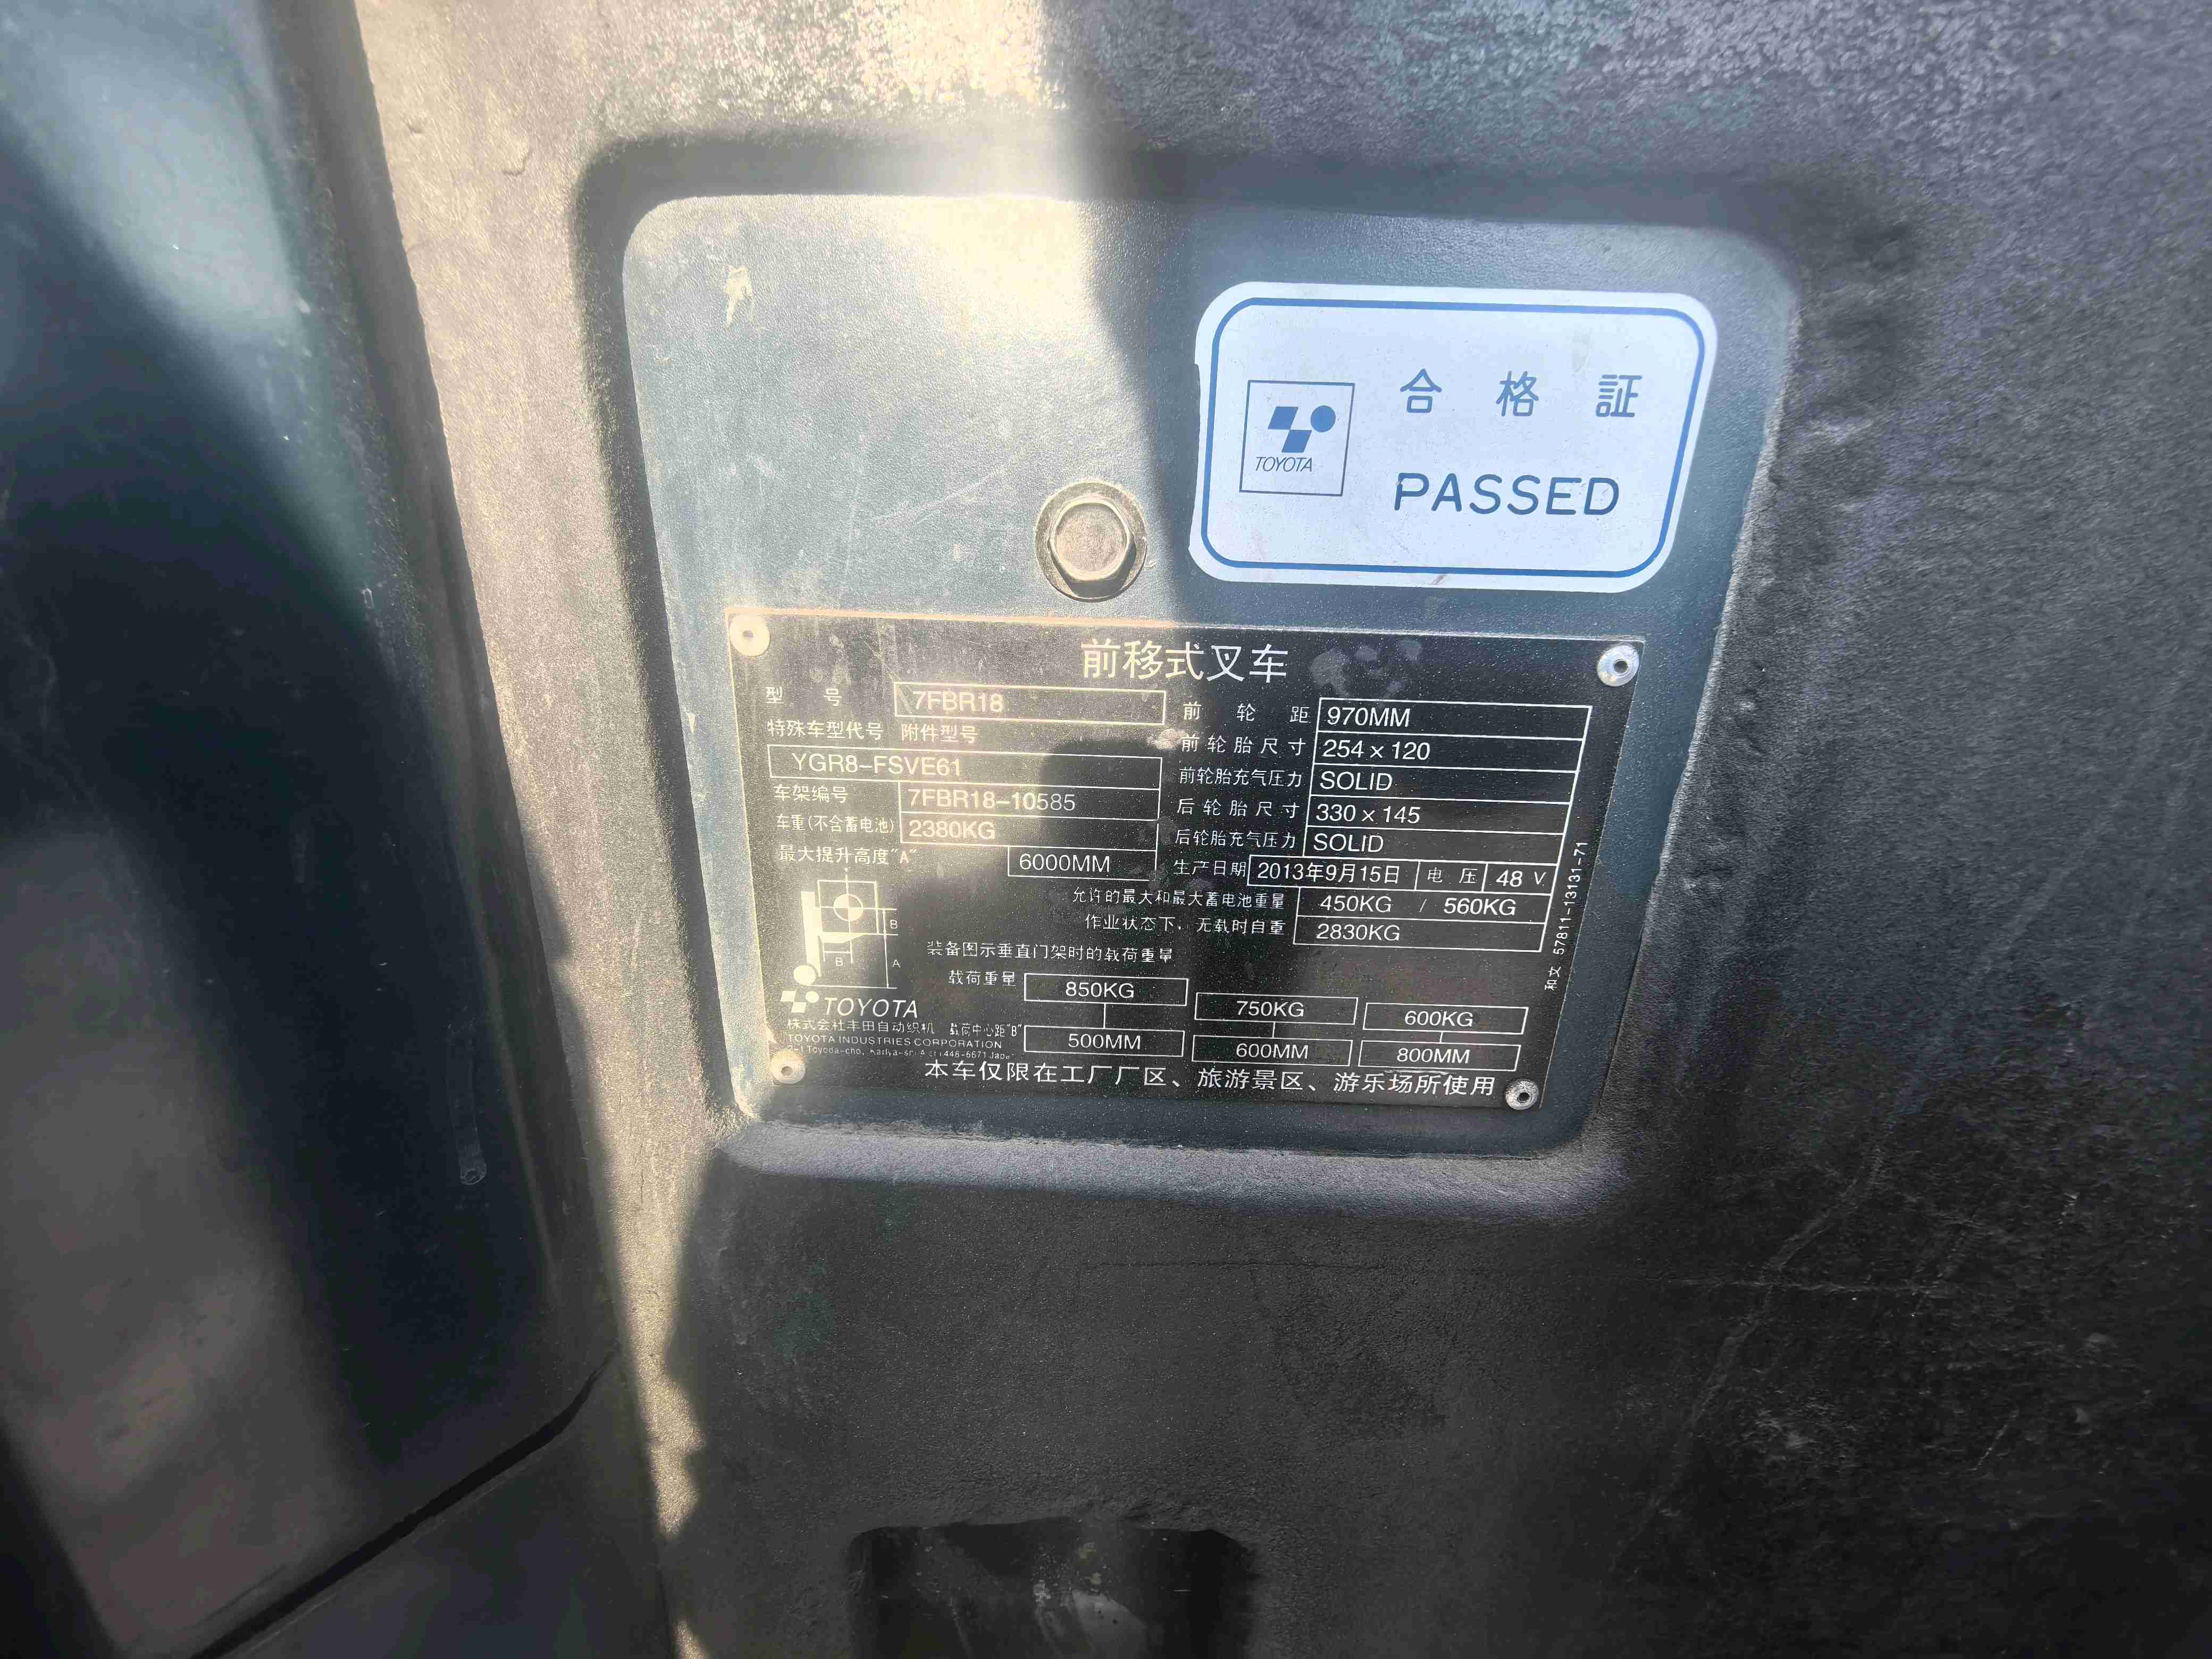 合格証
TOYOTA
PASSED
前移式叉车
型号 7FBR18
特殊车型代号 附件型号
YGR8-FSVE61
车架编号 7FBR18-10585
车重(不含蓄电池) 2380KG
最大提升高度"A" 6000MM
前轮距 970MM
前轮胎尺寸 254×120
前轮胎充气压力 SOLID
后轮胎尺寸 330×145
后轮胎充气压力 SOLID
生产日期 2013年9月15日 电压 48 V
允许的最大和最大蓄电池重量 450KG / 560KG
作业状态下,无载时自重 2830KG
装备图示垂直门架时的载荷重量
载荷重量 850KG 750KG 600KG
B
B
A
TOYOTA
株式会社丰田自动织机 载荷中心距"B" 500MM 600MM 800MM
TOYOTA INDUSTRIES CORPORATION
Toyoda-cho,
本车仅限在工厂厂区、旅游景区、游乐场所使用
和文 57811-13131-71